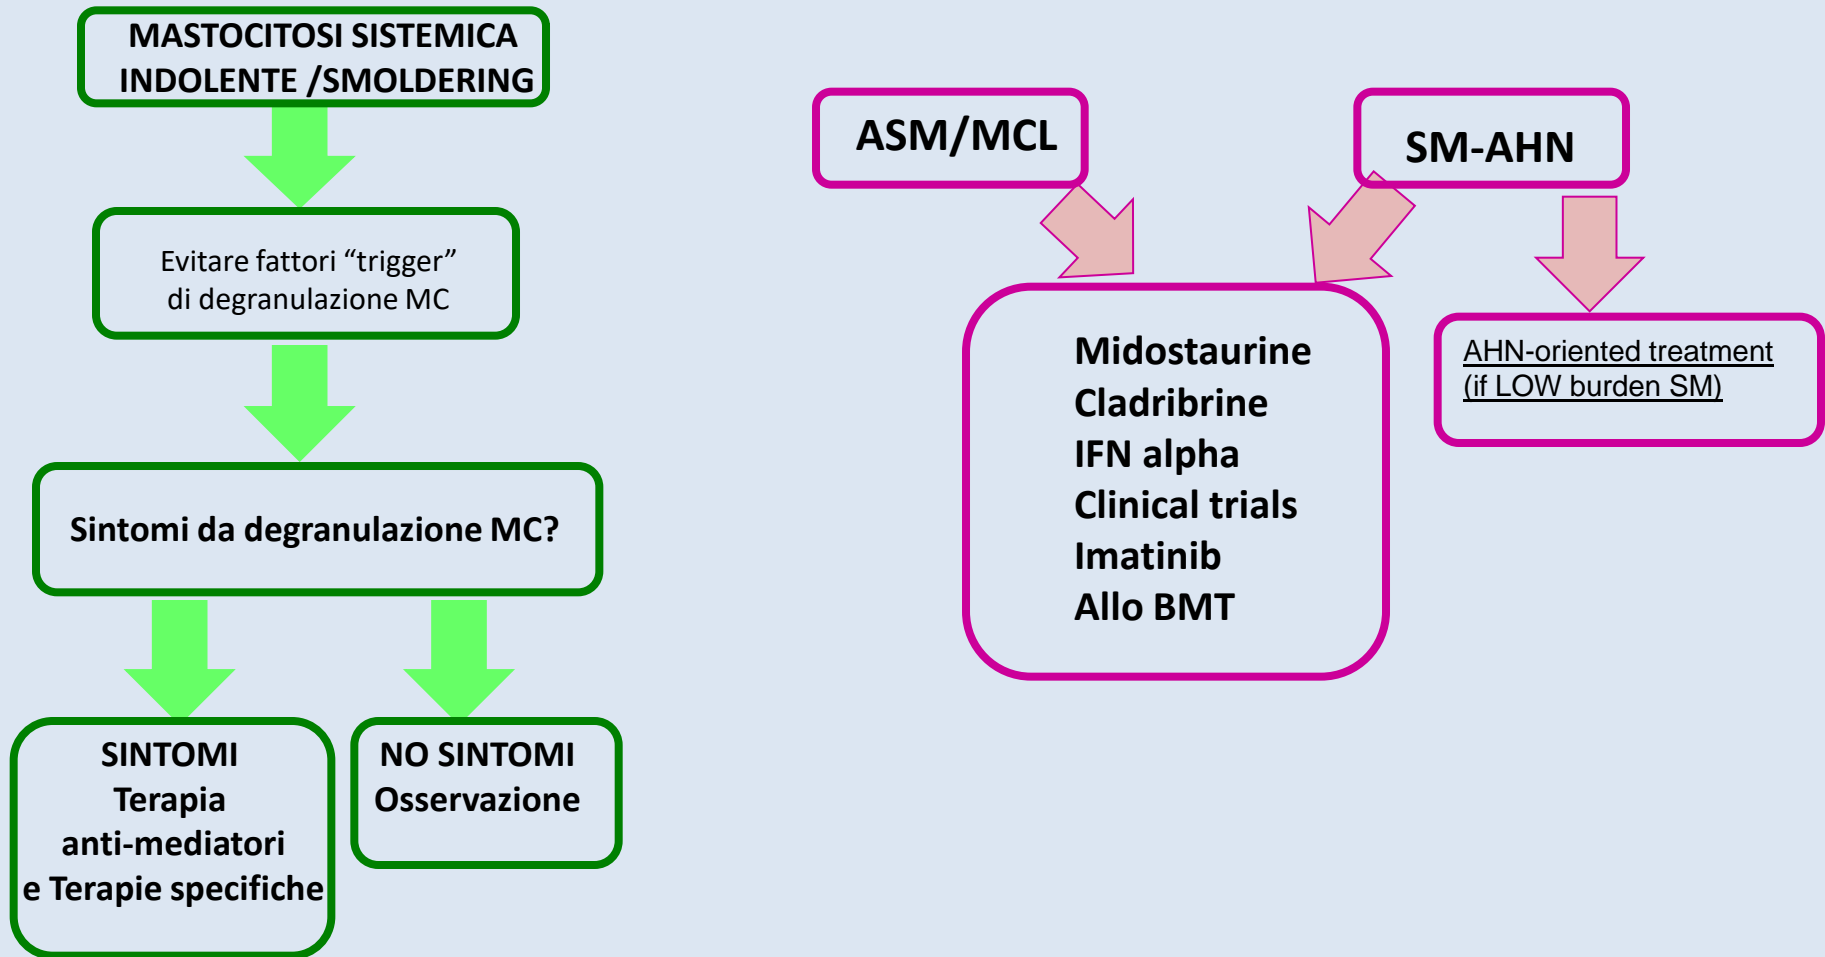 MASTOCITOSI SISTEMICA
INDOLENTE /SMOLDERING
Evitare fattori “trigger”
di degranulazione MC
Sintomi da degranulazione MC?
SINTOMI
Terapia
anti-mediatori
e Terapie specifiche
NO SINTOMI
Osservazione
ASM/MCL
SM-AHN
Midostaurine
Cladribrine
IFN alpha
Clinical trials
Imatinib
Allo BMT
AHN-oriented treatment
(if LOW burden SM)